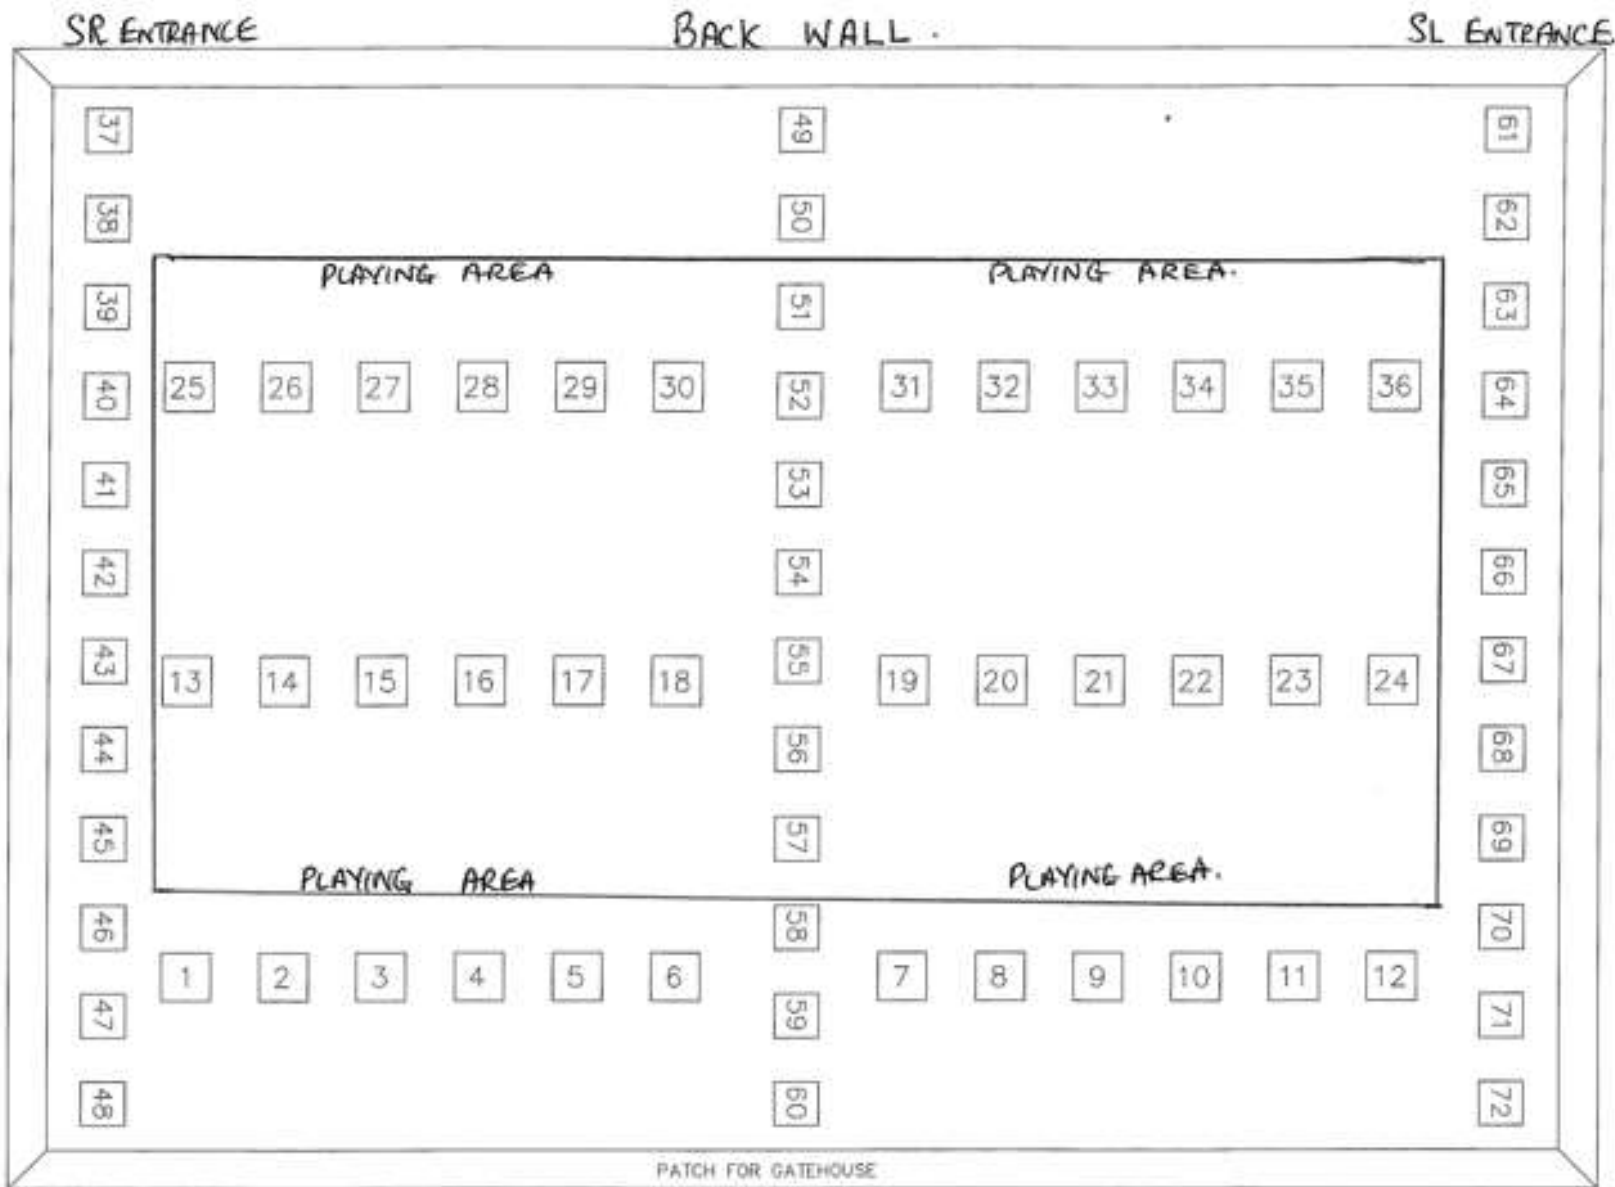 SR ENTRANCE BACK WALL. SL ENTRANCE
37 49 61
38 50 62
PLAYING AREA PLAYING AREA.
39 51 63
25 26 27 28 29 30 31 32 33 34 35 36
40 52 64
41 53 65
42 54 66
43 55 67
13 14 15 16 17 18 19 20 21 22 23 24
44 56 68
45 57 69
PLAYING AREA PLAYING AREA.
46 58 70
1 2 3 4 5 6 7 8 9 10 11 12
47 59 71
48 60 72
PATCH FOR GATEHOUSE